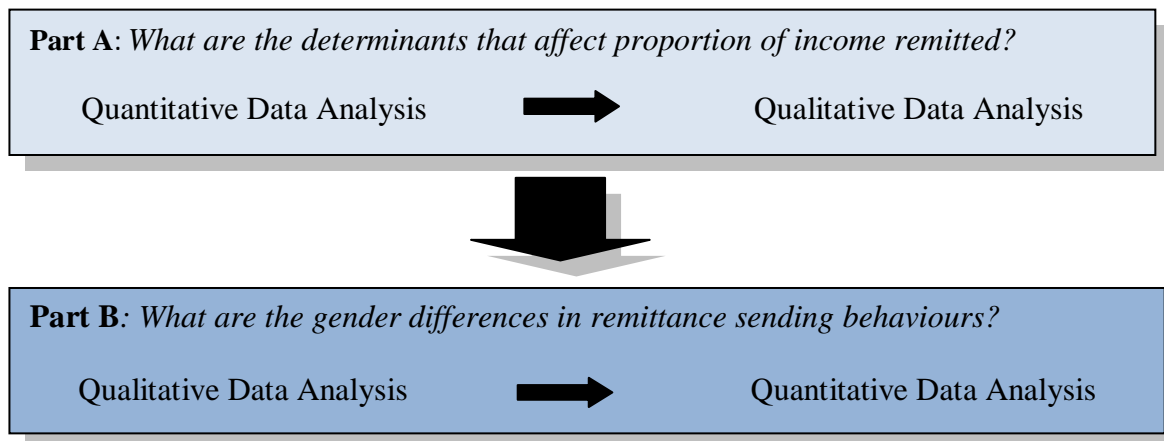 Part A: What are the determinants that affect proportion of income remitted?
Quantitative Data Analysis Qualitative Data Analysis
Part B: What are the gender differences in remittance sending behaviours?
Qualitative Data Analysis Quantitative Data Analysis